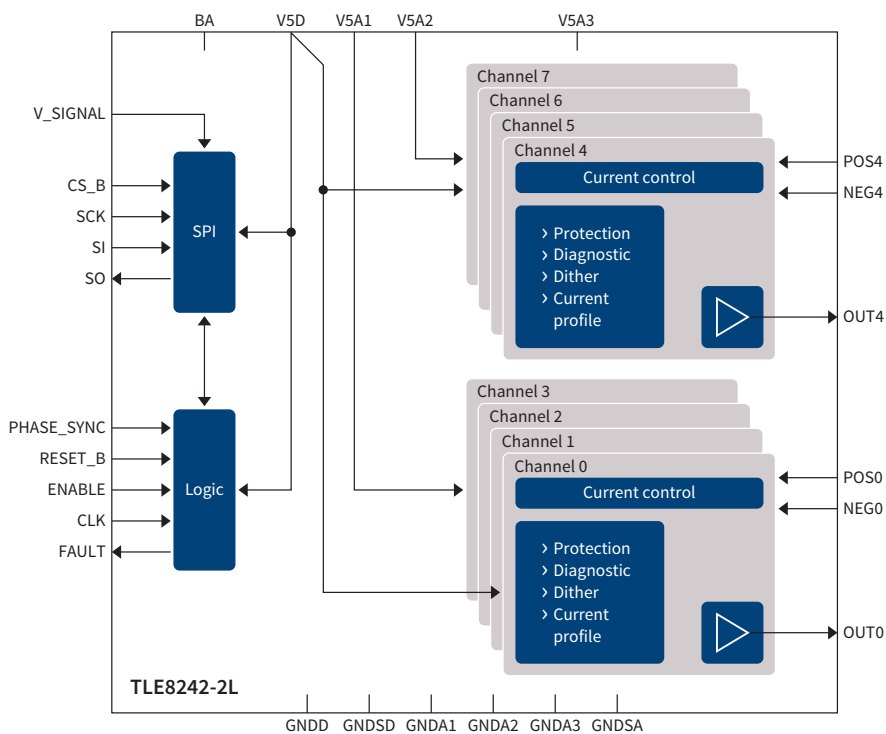 BA
V5D
V5A1
V5A2
V5A3
V_SIGNAL
CS_B
SCK
SI
SO
SPI
PHASE_SYNC
RESET_B
ENABLE
CLK
FAULT
Logic
Channel 7
Channel 6
Channel 5
Channel 4
Current control
> Protection
> Diagnostic
> Dither
> Current
profile
POS4
NEG4
OUT4
Channel 3
Channel 2
Channel 1
Channel 0
Current control
> Protection
> Diagnostic
> Dither
> Current
profile
POS0
NEG0
OUT0
TLE8242-2L
GNDD
GNDSD
GNDA1
GNDA2
GNDA3
GNDSA